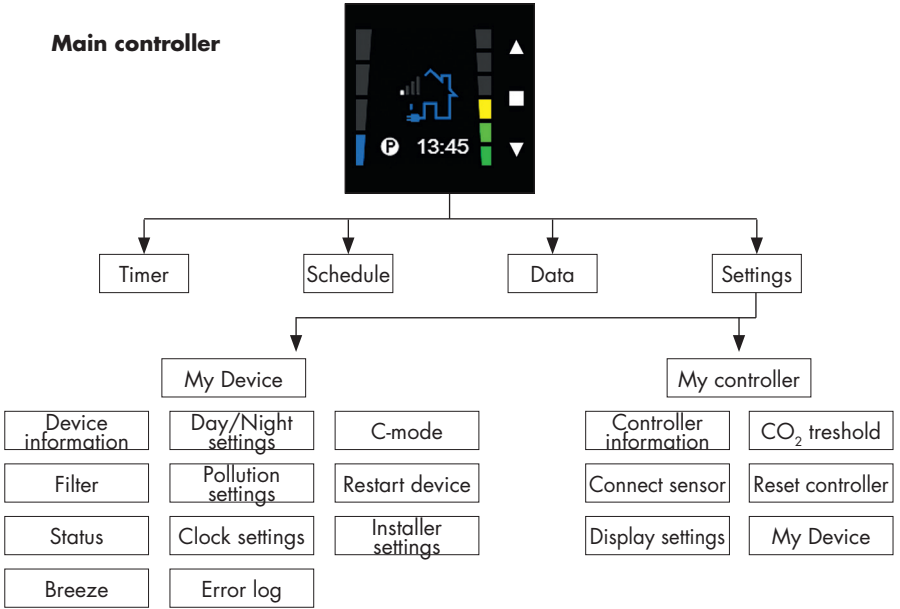 Main controller
P 13:45
Timer
Schedule
Data
Settings
My Device
My controller
Device
information
Day/Night
settings
C-mode
Controller
information
CO₂ treshold
Filter
Pollution
settings
Restart device
Connect sensor
Reset controller
Status
Clock settings
Installer
settings
Display settings
My Device
Breeze
Error log